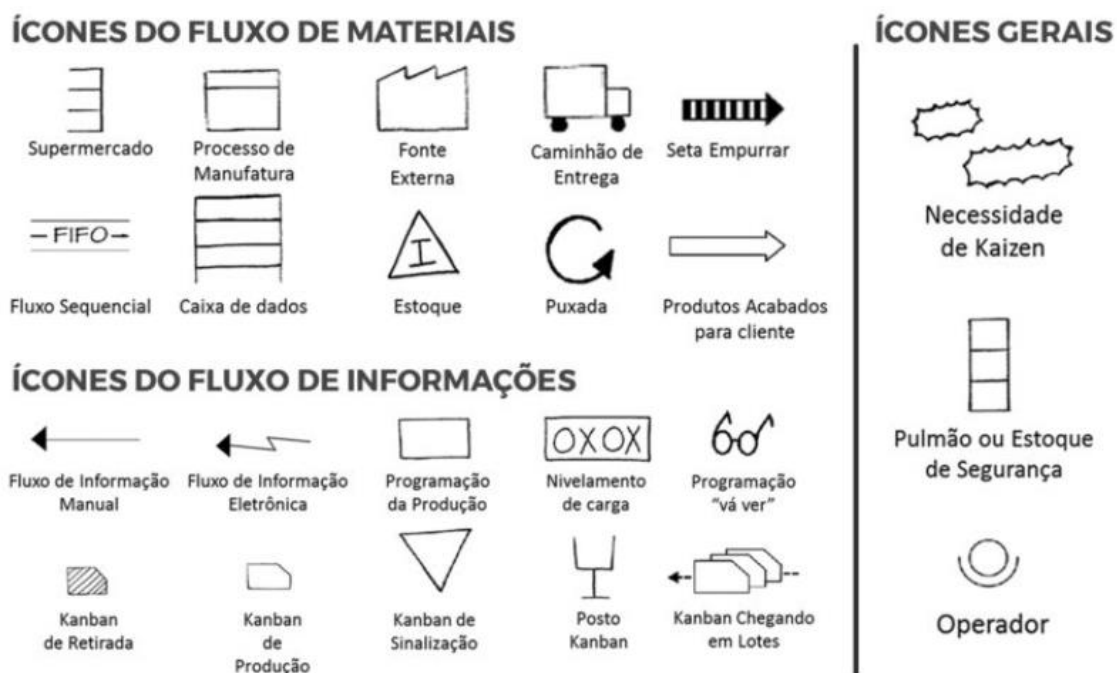 ÍCONES DO FLUXO DE MATERIAIS
Supermercado
Processo de
Manufatura
Fonte
Externa
Caminhão de
Entrega
Seta Empurrar
FIFO
I
Fluxo Sequencial
Caixa de dados
Estoque
Puxada
Produtos Acabados
para cliente
ÍCONES DO FLUXO DE INFORMAÇÕES
OXOX
Fluxo de Informação
Manual
Fluxo de Informação
Eletrônica
Programação
da Produção
Nivelamento
de carga
Programação
"vá ver"
Kanban
de Retirada
Kanban
de
Produção
Kanban de
Sinalização
Posto
Kanban
Kanban Chegando
em Lotes
ÍCONES GERAIS
Necessidade
de Kaizen
Pulmão ou Estoque
de Segurança
Operador